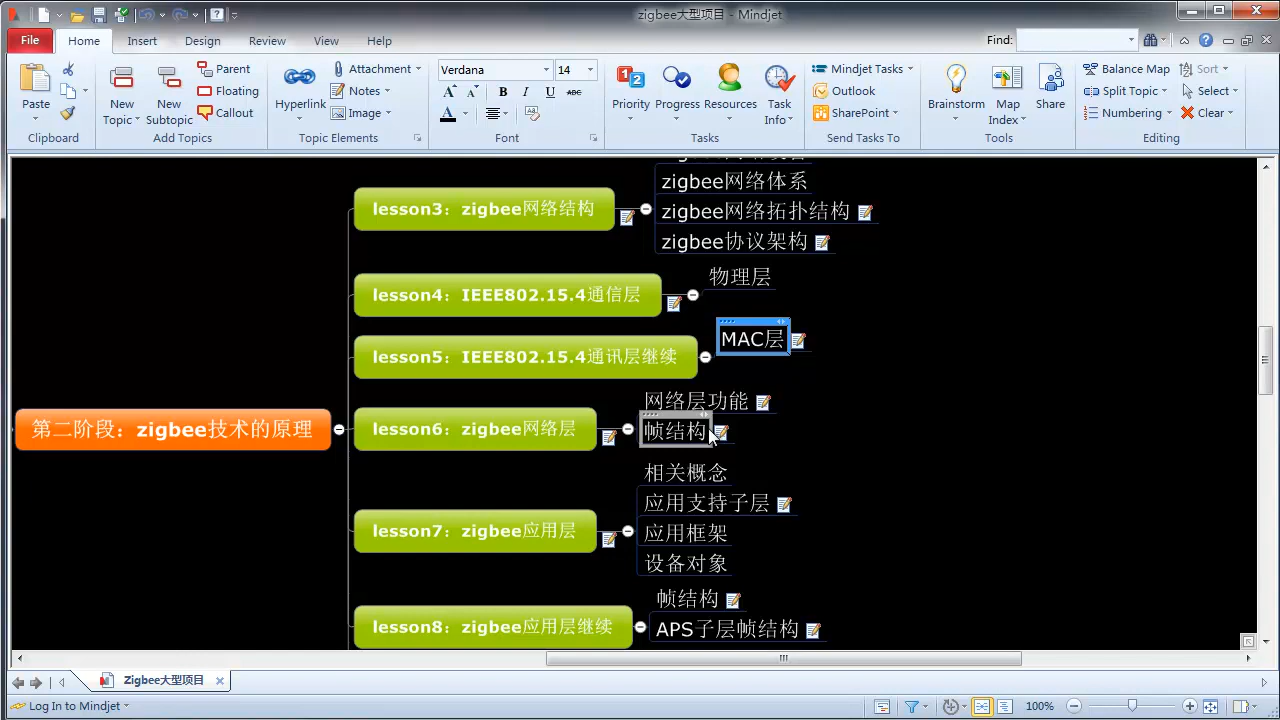 zigbee大型项目 - Mindjet
File Home Insert Design Review View Help Find:
Paste
New Topic
New Subtopic
Parent
Floating
Callout
Hyperlink
Attachment
Notes
Image
Verdana 14
B I U ABC
A
Priority
Progress
Resources
Task Info
Mindjet Tasks
Outlook
SharePoint
Brainstorm
Map Index
Share
Balance Map
Split Topic
Numbering
Sort
Select
Clear
Clipboard Add Topics Topic Elements Font Tasks Send Tasks To Tools Editing
zigbee网络体系
lesson3：zigbee网络结构
zigbee网络拓扑结构
zigbee协议架构
物理层
lesson4：IEEE802.15.4通信层
MAC层
lesson5：IEEE802.15.4通讯层继续
网络层功能
第二阶段：zigbee技术的原理
lesson6：zigbee网络层
帧结构
相关概念
应用支持子层
lesson7：zigbee应用层
应用框架
设备对象
帧结构
lesson8：zigbee应用层继续
APS子层帧结构
Zigbee大型项目
Log In to Mindjet
100%